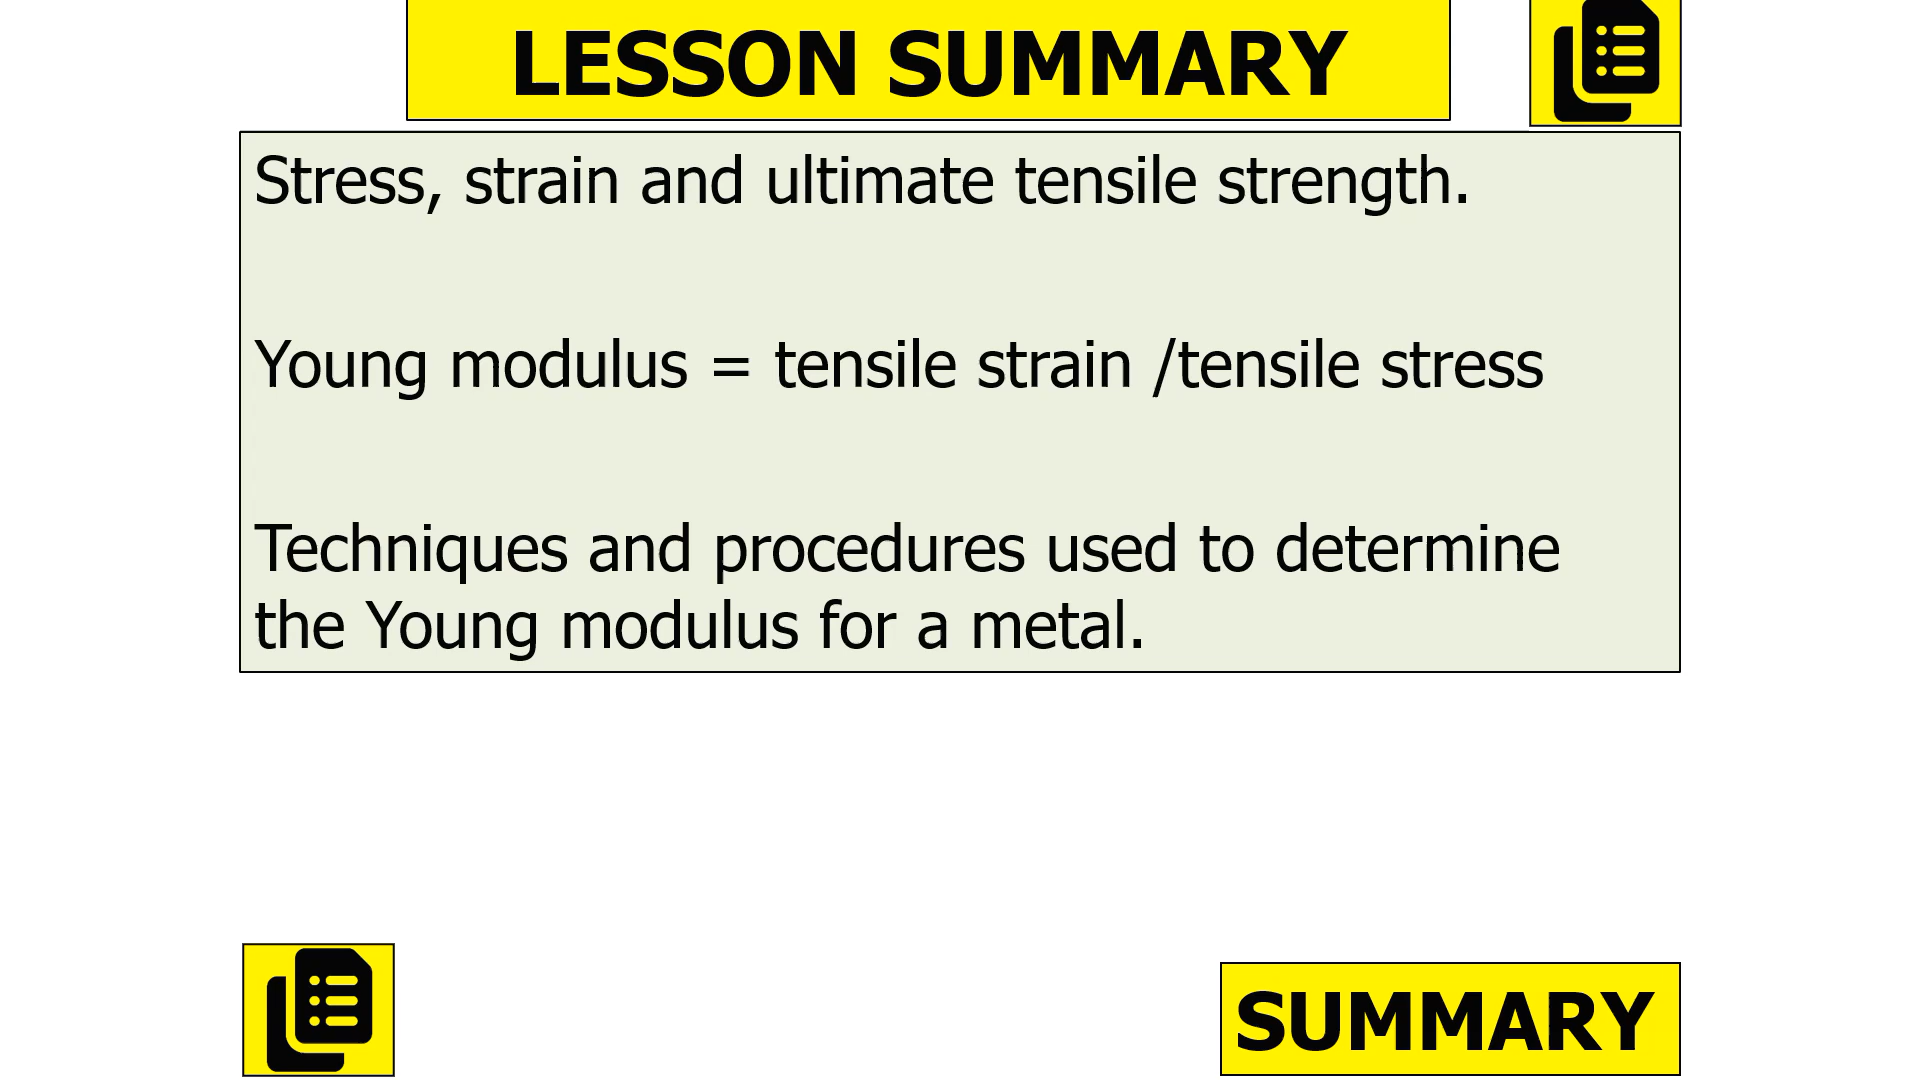 LESSON SUMMARY
Stress, strain and ultimate tensile strength.
Young modulus = tensile strain /tensile stress
Techniques and procedures used to determine
the Young modulus for a metal.
SUMMARY